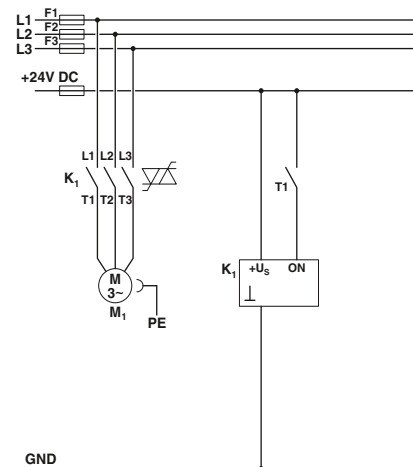 L1 F1
L2 F2
L3 F3
+24V DC
L1 L2 L3
K1
T1 T2 T3
T1
M
3~
M1
PE
K1 +US ON
GND